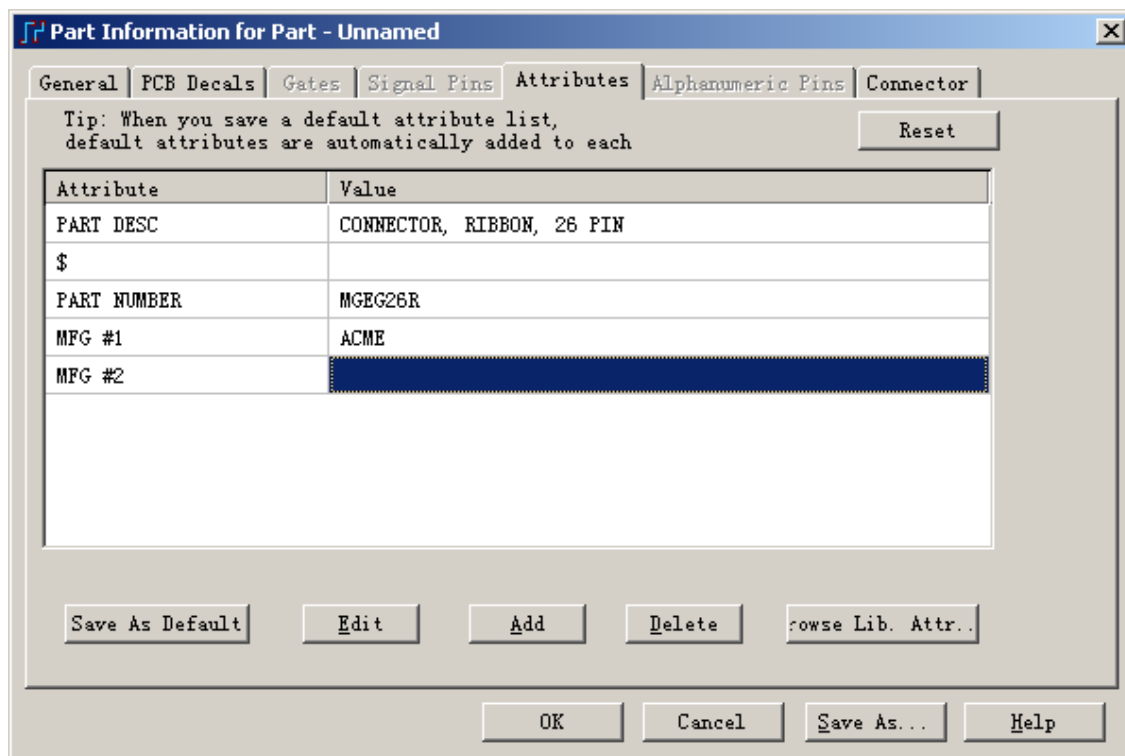 Part Information for Part - Unnamed
General PCB Decals Gates Signal Pins Attributes Alphanumeric Pins Connector
Tip: When you save a default attribute list,
default attributes are automatically added to each
Reset
Attribute Value
PART DESC CONNECTOR, RIBBON, 26 PIN
$
PART NUMBER MGEG26R
MFG #1 ACME
MFG #2
Save As Default Edit Add Delete rowse Lib. Attr..
OK Cancel Save As... Help